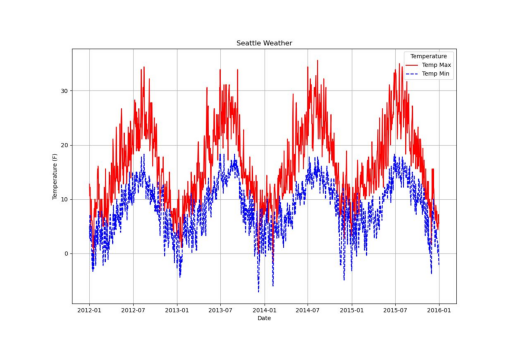 Seattle Weather
Temperature
Temp Max
Temp Min
30
20
10
0
Temperature (F)
2012-01
2012-07
2013-01
2013-07
2014-01
2014-07
2015-01
2015-07
2016-01
Date